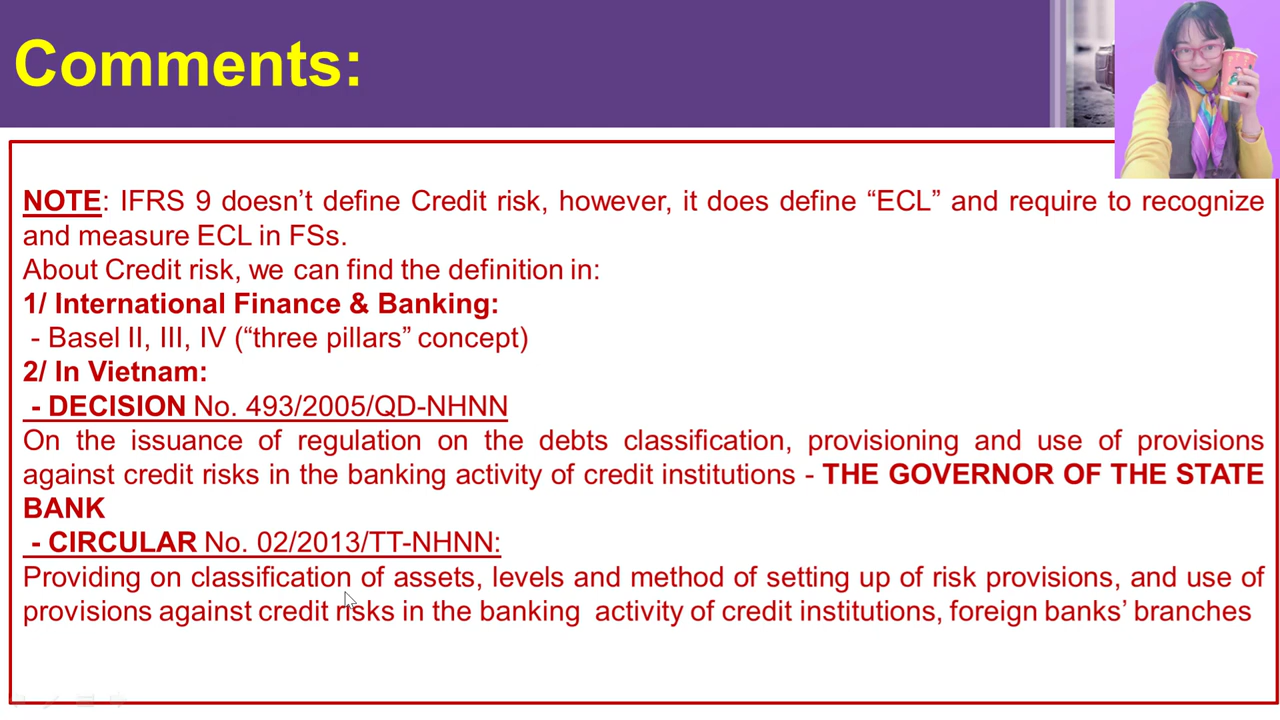 Comments:
NOTE: IFRS 9 doesn’t define Credit risk, however, it does define “ECL” and require to recognize
and measure ECL in FSs.
About Credit risk, we can find the definition in:
1/ International Finance & Banking:
- Basel II, III, IV (“three pillars” concept)
2/ In Vietnam:
- DECISION No. 493/2005/QD-NHNN
On the issuance of regulation on the debts classification, provisioning and use of provisions
against credit risks in the banking activity of credit institutions - THE GOVERNOR OF THE STATE
BANK
- CIRCULAR No. 02/2013/TT-NHNN:
Providing on classification of assets, levels and method of setting up of risk provisions, and use of
provisions against credit risks in the banking activity of credit institutions, foreign banks’ branches